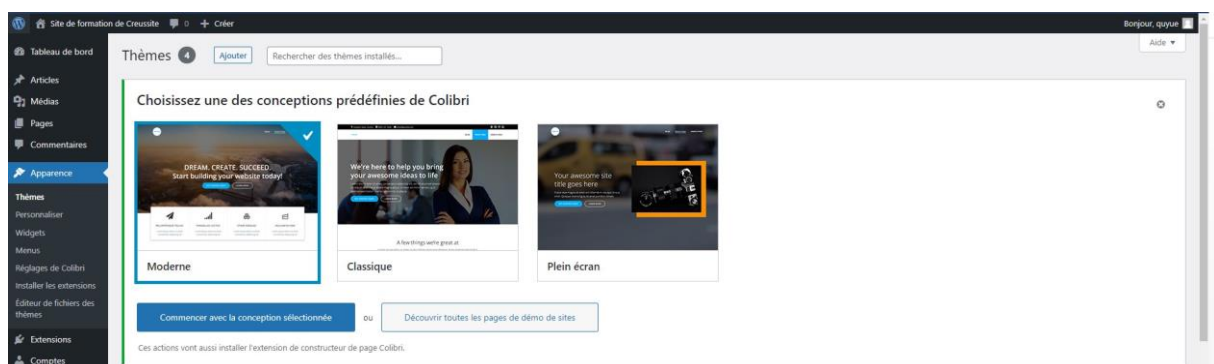 Site de formation de Creussite 0 + Créer
Bonjour, quyue
Tableau de bord
Articles
Médias
Pages
Commentaires
Apparence
Thèmes
Personnaliser
Widgets
Menus
Réglages de Colibri
Installer les extensions
Éditeur de fichiers des
thèmes
Extensions
Comptes
Aide
Thèmes 4 Ajouter Rechercher des thèmes installés...
Choisissez une des conceptions prédéfinies de Colibri
DREAM. CREATE. SUCCEED.
Start building your website today!
Moderne
We're here to help you bring
your awesome ideas to life
A few things we're great at
Classique
Your awesome site
title goes here
Plein écran
Commencer avec la conception sélectionnée ou Découvrir toutes les pages de démo de sites
Ces actions vont aussi installer l'extension de constructeur de page Colibri.